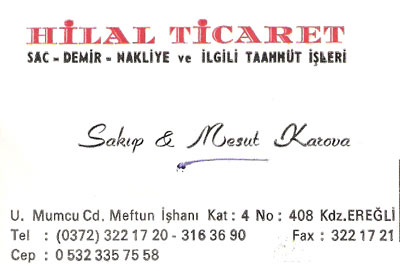 HİLAL TİCARET
SAC - DEMİR - NAKLİYE ve İLGİLİ TAAHHÜT İŞLERİ
Sakıp & Mesut Karova
U. Mumcu Cd. Meftun İşhanı Kat : 4 No : 408 Kdz.EREĞLİ
Tel : (0372) 322 17 20 - 316 36 90 Fax : 322 17 21
Cep : 0 532 335 75 58